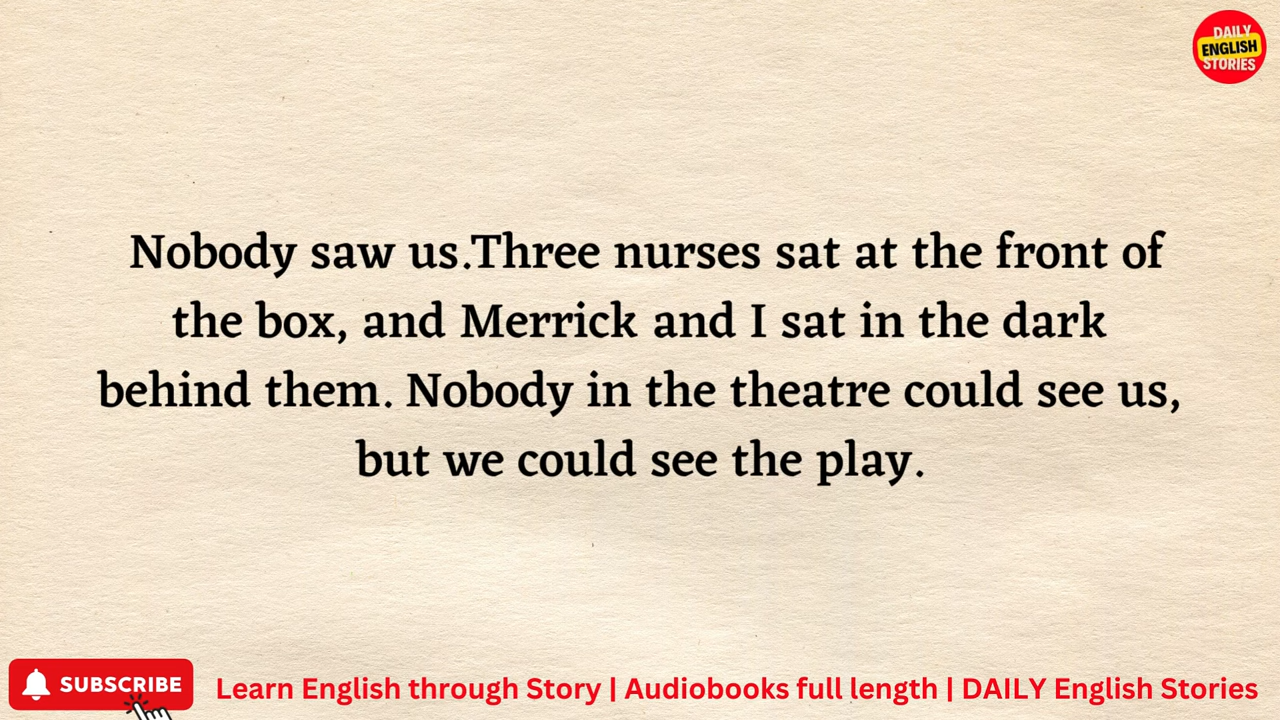 DAILY
ENGLISH
STORIES
Nobody saw us.Three nurses sat at the front of
the box, and Merrick and I sat in the dark
behind them. Nobody in the theatre could see us,
but we could see the play.
SUBSCRIBE
Learn English through Story | Audiobooks full length | DAILY English Stories